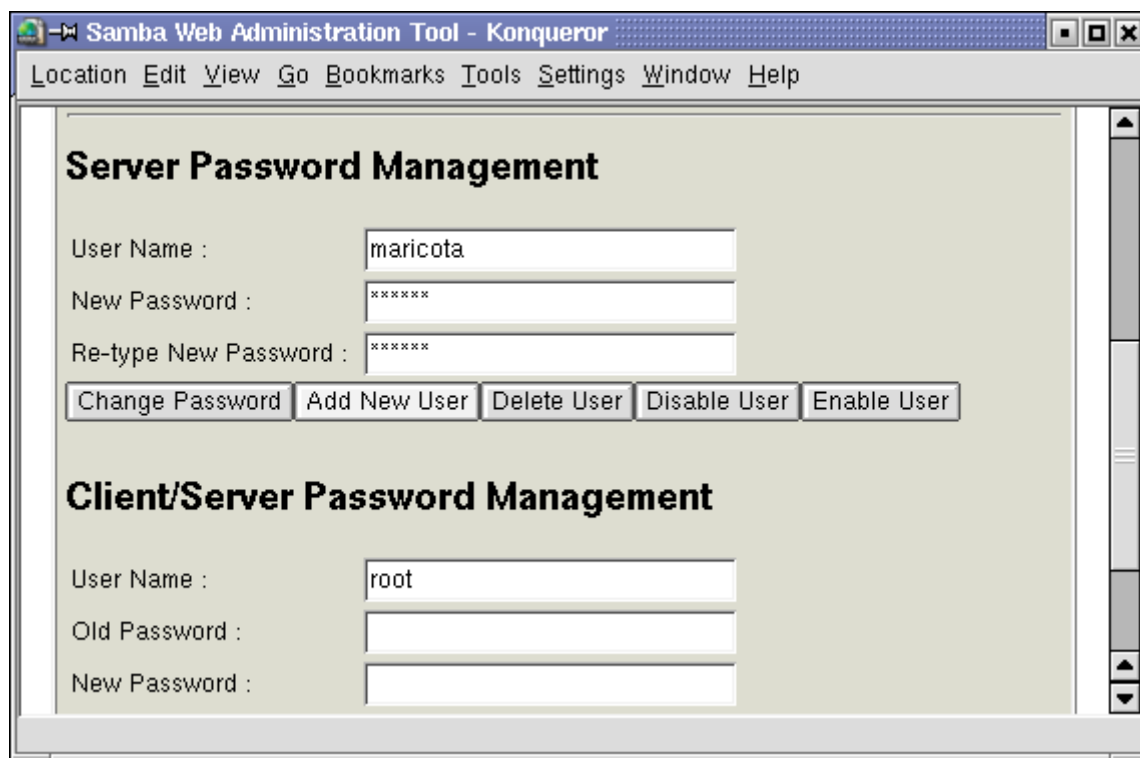 Samba Web Administration Tool - Konqueror
Location Edit View Go Bookmarks Tools Settings Window Help
Server Password Management
User Name : maricota
New Password : ******
Re-type New Password : ******
Change Password Add New User Delete User Disable User Enable User
Client/Server Password Management
User Name : root
Old Password :
New Password :